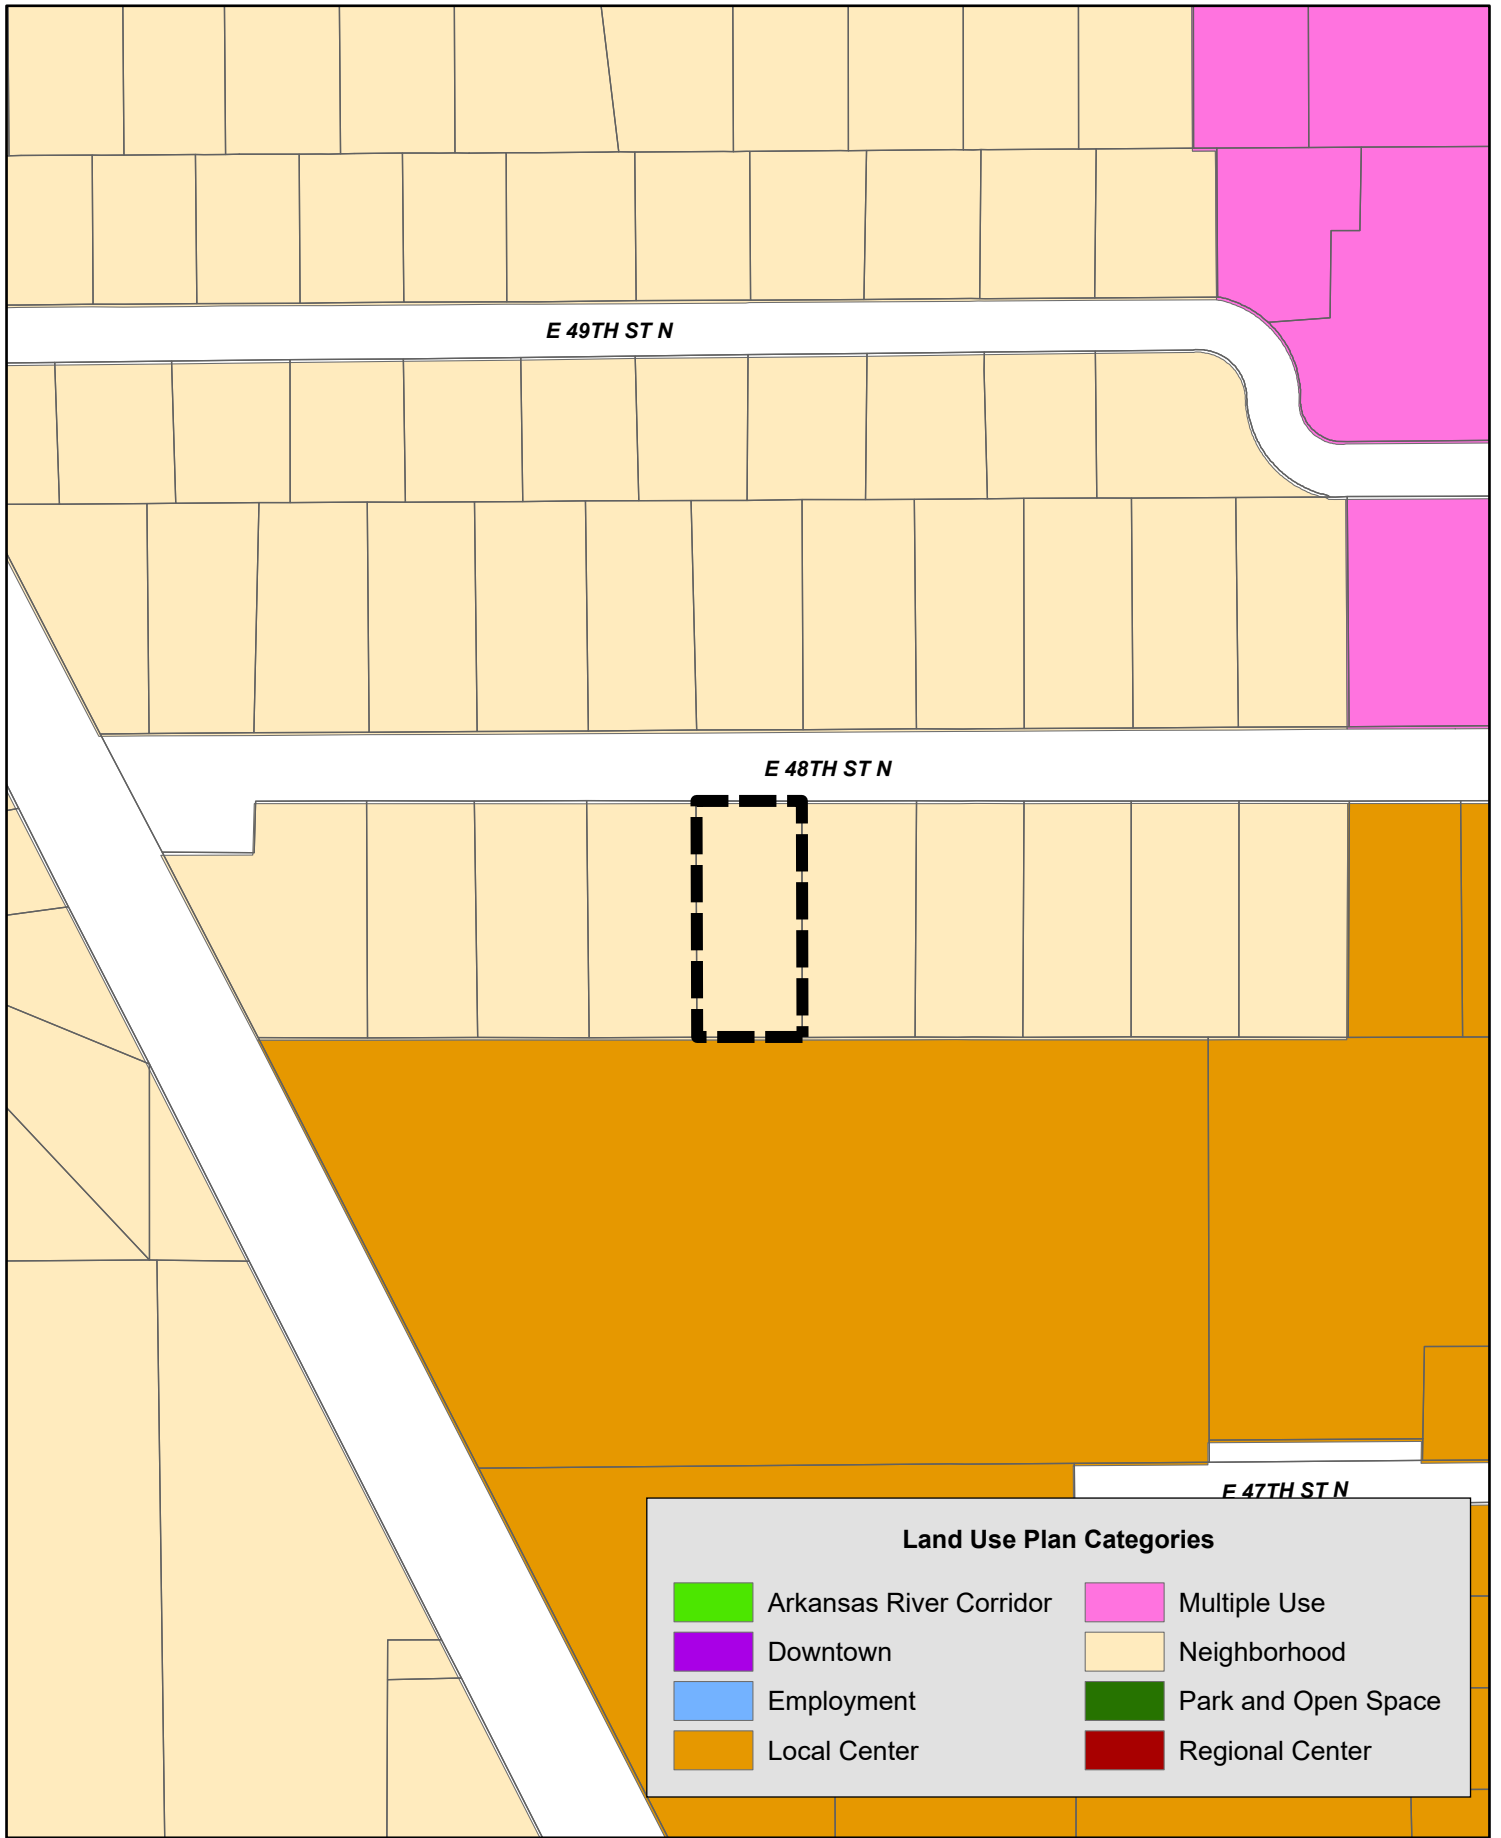 E 49TH ST N
E 48TH ST N
E 47TH ST N
Land Use Plan Categories
Arkansas River Corridor
Downtown
Employment
Local Center
Multiple Use
Neighborhood
Park and Open Space
Regional Center